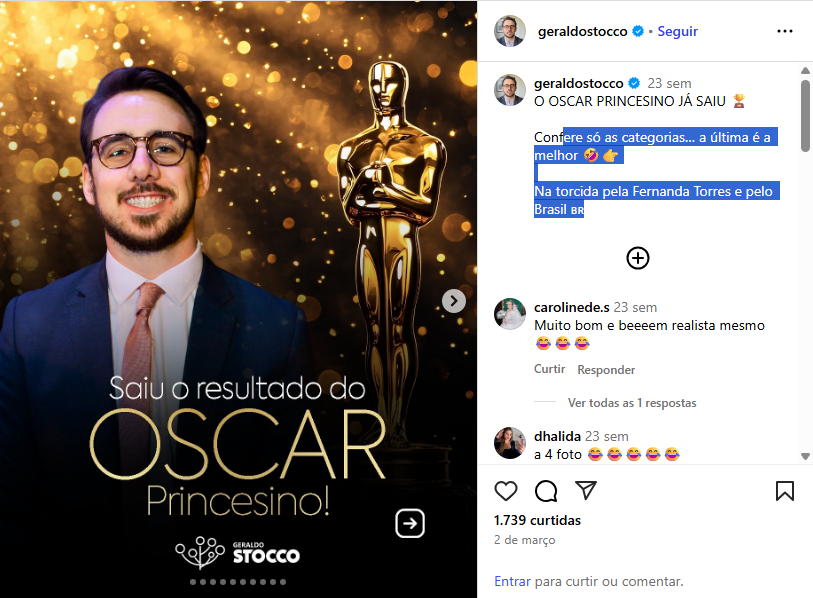 Saiu o resultado do
OSCAR
Princesino!
GERALDO
STOCCO
geraldostocco • Seguir
geraldostocco 23 sem
O OSCAR PRINCESINO JÁ SAIU 🏆
Confere só as categorias... a última é a
melhor 🤣 👉
Na torcida pela Fernanda Torres e pelo
Brasil 🇧🇷
carolinede.s 23 sem
Muito bom e beeeem realista mesmo
😂😂😂
Curtir Responder
Ver todas as 1 respostas
dhalida 23 sem
a 4 foto 😂😂😂😂😂
1.739 curtidas
2 de março
Entrar para curtir ou comentar.